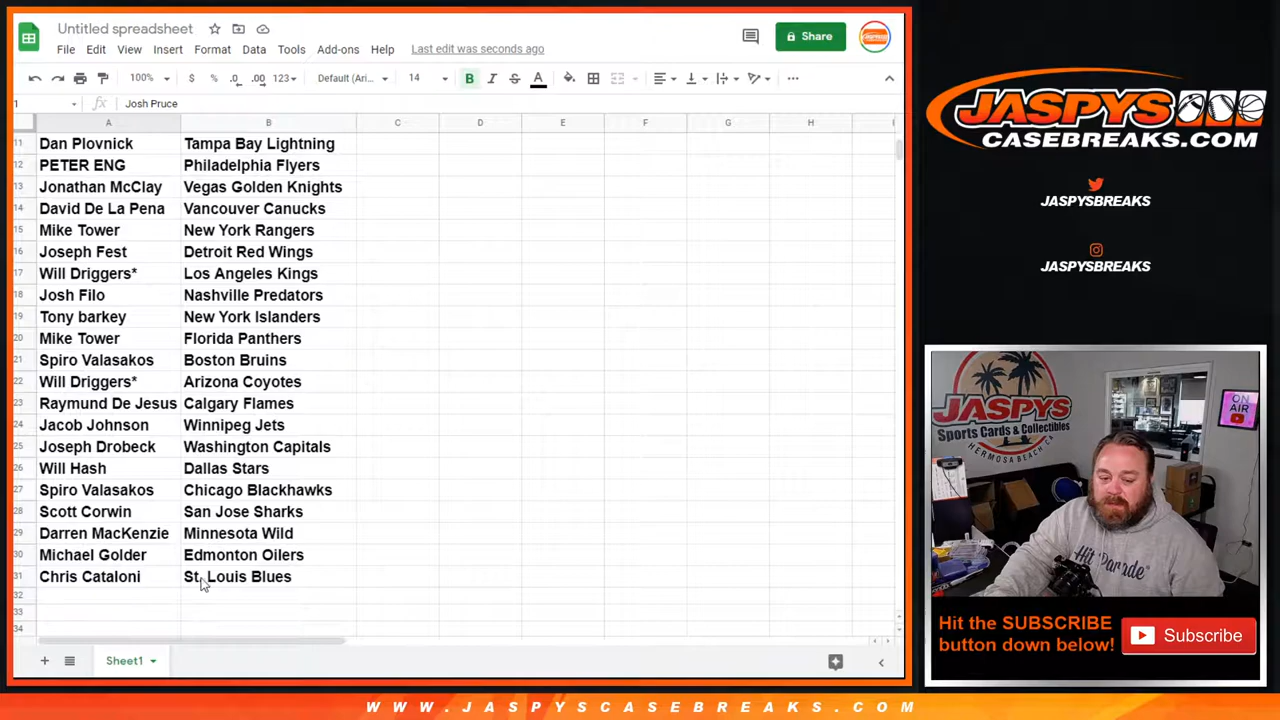 Untitled spreadsheet
File Edit View Insert Format Data Tools Add-ons Help Last edit was seconds ago
Share
100% $ % .0 .00 123 Default (Ari... 14 B I S A
1 fx Josh Pruce
A B C D E F G H I
11 Dan Plovnick Tampa Bay Lightning
12 PETER ENG Philadelphia Flyers
13 Jonathan McClay Vegas Golden Knights
14 David De La Pena Vancouver Canucks
15 Mike Tower New York Rangers
16 Joseph Fest Detroit Red Wings
17 Will Driggers* Los Angeles Kings
18 Josh Filo Nashville Predators
19 Tony barkey New York Islanders
20 Mike Tower Florida Panthers
21 Spiro Valasakos Boston Bruins
22 Will Driggers* Arizona Coyotes
23 Raymund De Jesus Calgary Flames
24 Jacob Johnson Winnipeg Jets
25 Joseph Drobeck Washington Capitals
26 Will Hash Dallas Stars
27 Spiro Valasakos Chicago Blackhawks
28 Scott Corwin San Jose Sharks
29 Darren MacKenzie Minnesota Wild
30 Michael Golder Edmonton Oilers
31 Chris Cataloni St. Louis Blues
32
33
34
Sheet1
JASPYS
CASEBREAKS.COM
JASPYSBREAKS
JASPYSBREAKS
JASPYS
Sports Cards & Collectibles
HERMOSA BEACH CA
ON AIR
Hit Parade
Hit the SUBSCRIBE
button down below!
Subscribe
WWW.JASPYSCASEBREAKS.COM